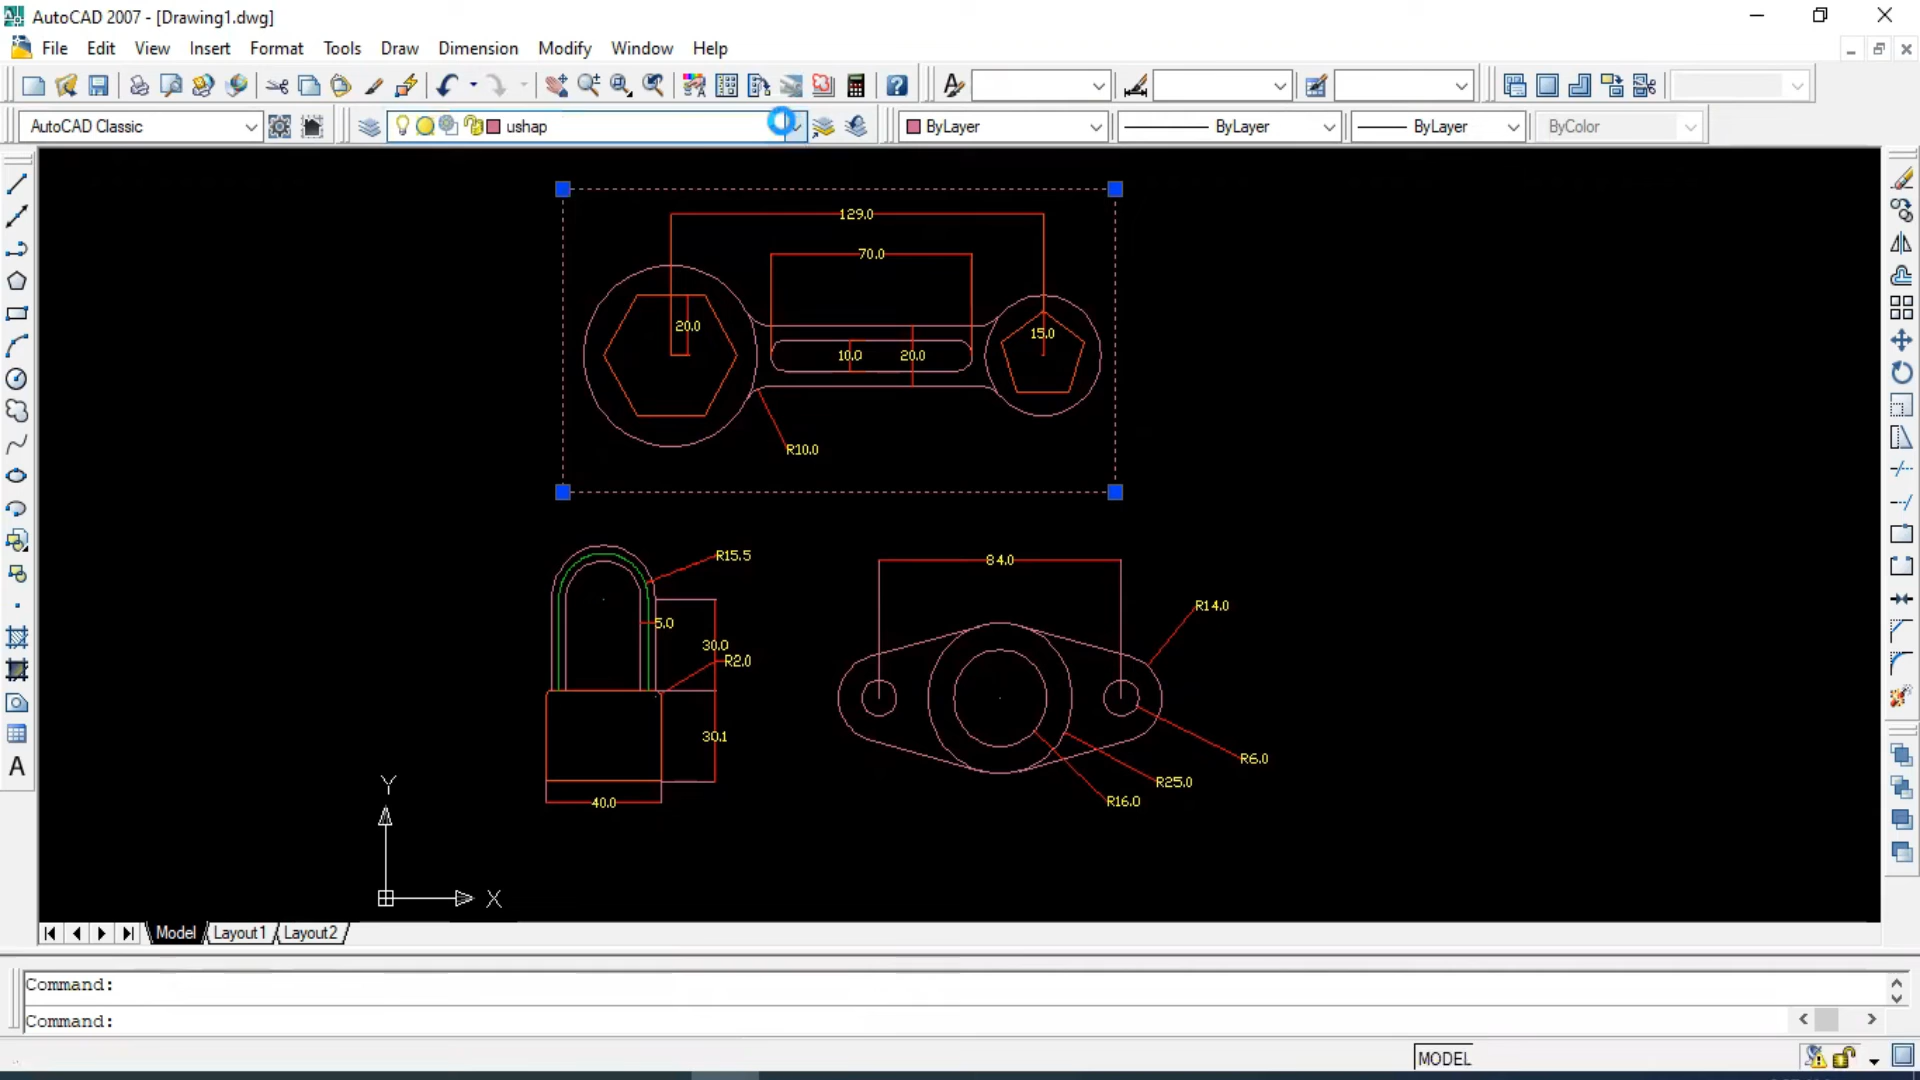 AutoCAD 2007 - [Drawing1.dwg]
File Edit View Insert Format Tools Draw Dimension Modify Window Help
AutoCAD Classic ushap ByLayer ByLayer ByLayer ByColor
129.0
70.0
20.0
15.0
10.0 20.0
R10.0
R15.5
84.0
R14.0
5.0
30.0
R2.0
30.1
R6.0
R25.0
40.0
R16.0
Y
X
A
Model Layout1 Layout2
Command:
Command:
MODEL